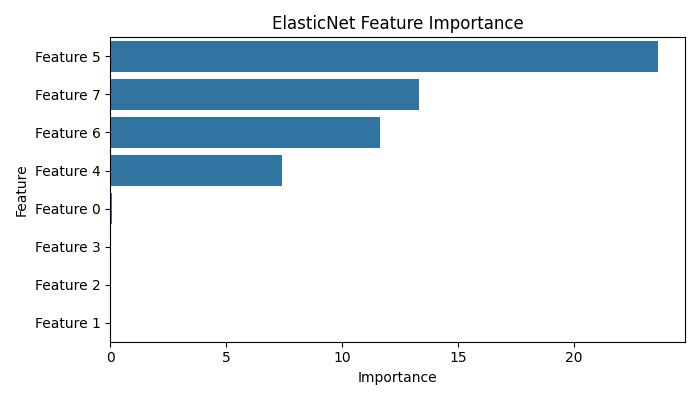 ElasticNet Feature Importance
Feature
Feature 5
Feature 7
Feature 6
Feature 4
Feature 0
Feature 3
Feature 2
Feature 1
0 5 10 15 20
Importance